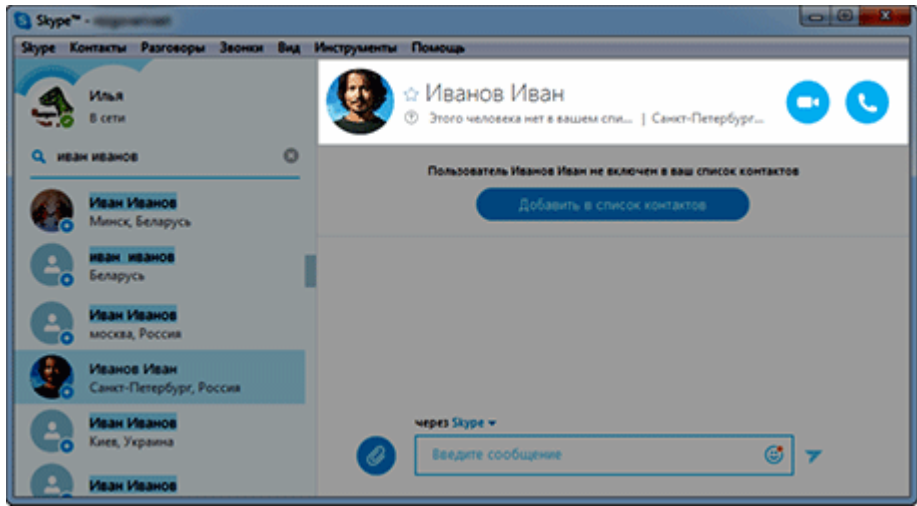 Skype™ -
Skype Контакты Разговоры Звонки Вид Инструменты Помощь
Илья
В сети
иван иванов
Иван Иванов
Минск, Беларусь
иван иванов
Беларусь
Иван Иванов
москва, Россия
Иванов Иван
Санкт-Петербург, Россия
Иван Иванов
Киев, Украина
Иван Иванов
Иванов Иван
Этого человека нет в вашем спи... | Санкт-Петербург...
Пользователь Иванов Иван не включен в ваш список контактов
Добавить в список контактов
через Skype
Введите сообщение